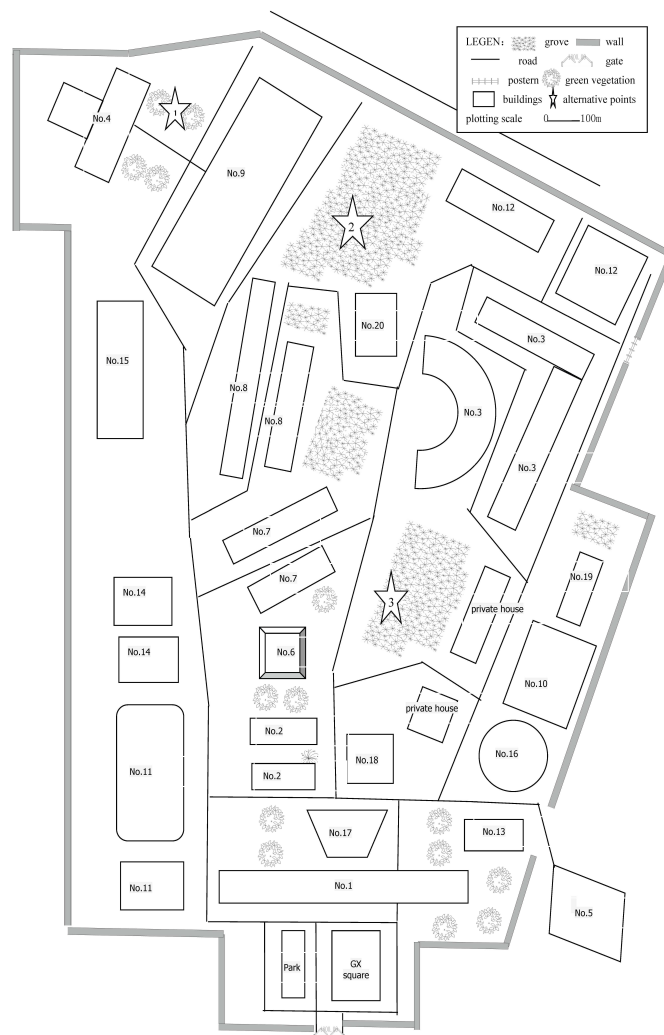 LEGEN: grove wall
road gate
postern green vegetation
buildings alternative points
plotting scale 0 100m
1
No.4
No.9
2
No.12
No.12
No.20
No.3
No.15
No.8
No.8
No.3
No.3
No.7
No.7
No.19
No.14
3
private house
No.14
No.6
No.10
private house
No.2
No.18
No.16
No.11
No.2
No.17
No.13
No.11
No.1
No.5
Park
GX
square